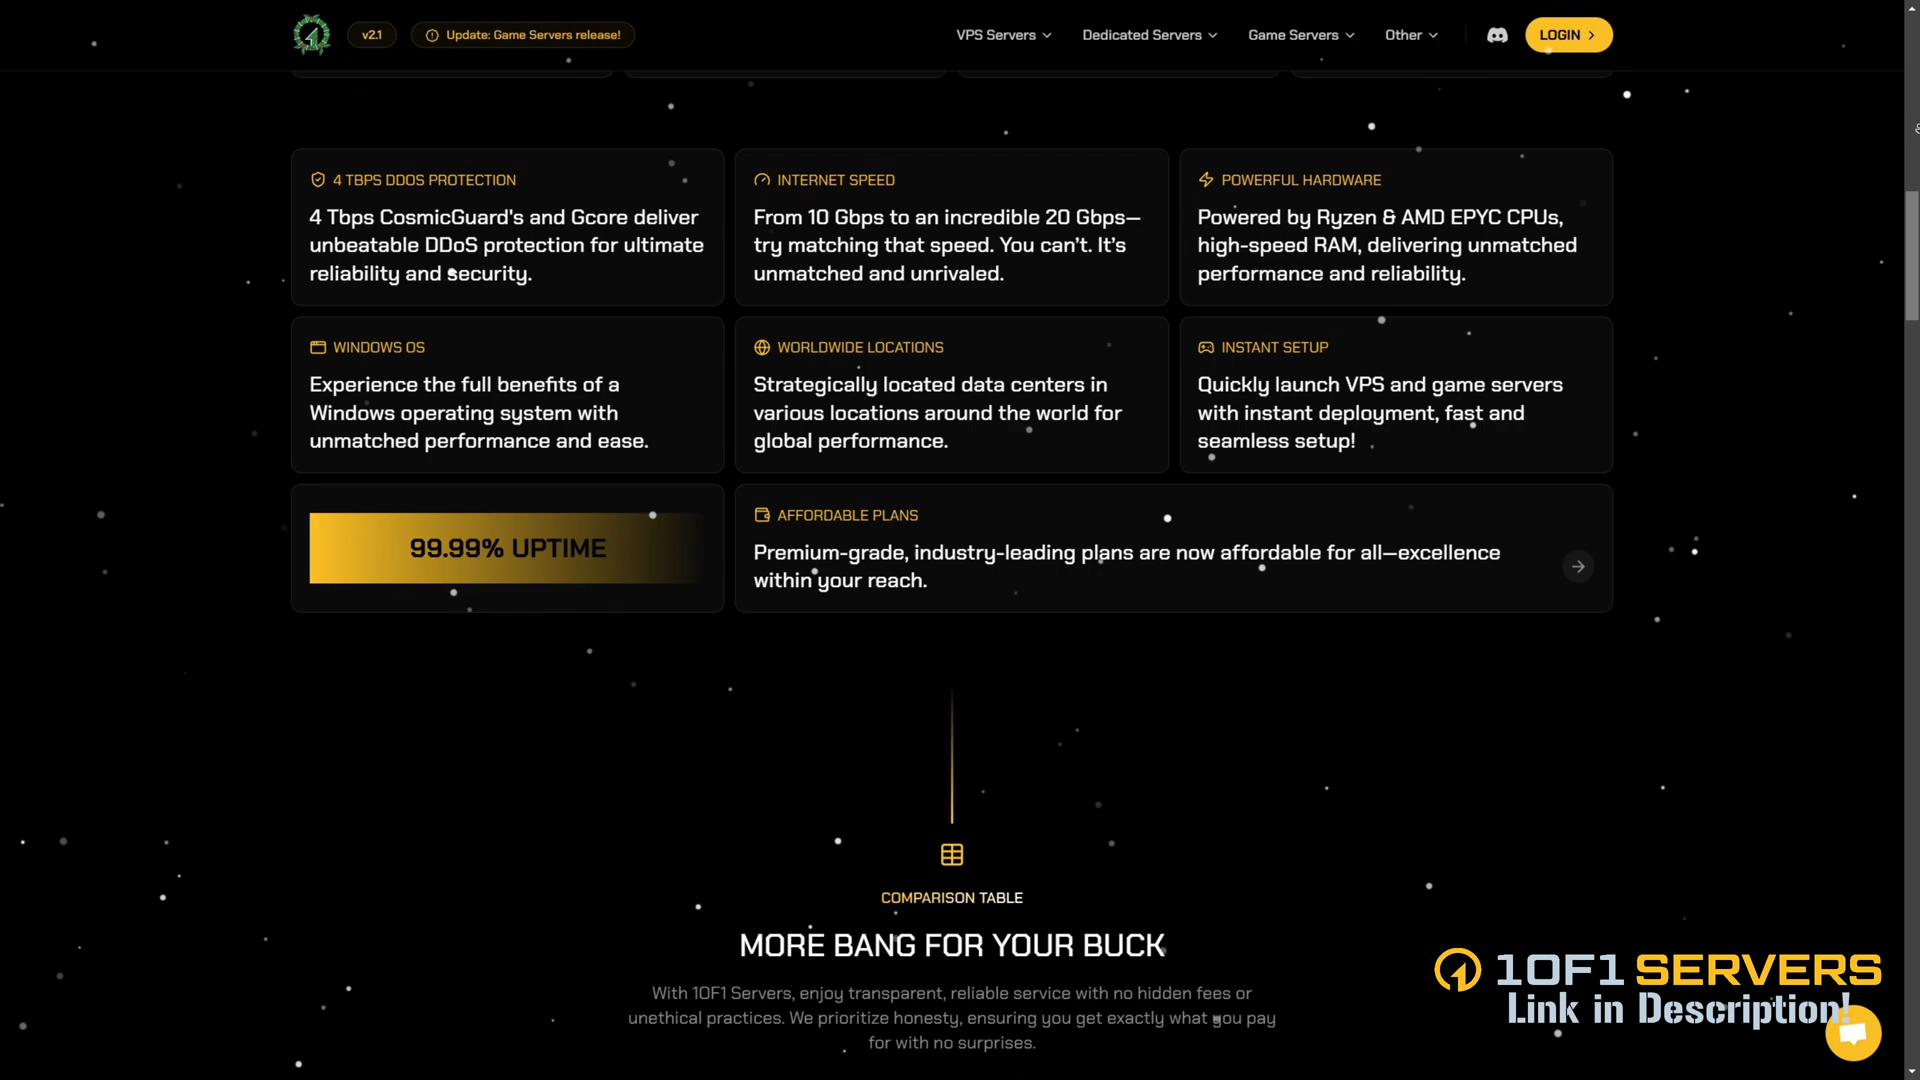 v2.1
Update: Game Servers release!
VPS Servers
Dedicated Servers
Game Servers
Other
LOGIN
4 TBPS DDOS PROTECTION
4 Tbps CosmicGuard's and Gcore deliver
unbeatable DDoS protection for ultimate
reliability and security.
INTERNET SPEED
From 10 Gbps to an incredible 20 Gbps—
try matching that speed. You can't. It's
unmatched and unrivaled.
POWERFUL HARDWARE
Powered by Ryzen & AMD EPYC CPUs,
high-speed RAM, delivering unmatched
performance and reliability.
WINDOWS OS
Experience the full benefits of a
Windows operating system with
unmatched performance and ease.
WORLDWIDE LOCATIONS
Strategically located data centers in
various locations around the world for
global performance.
INSTANT SETUP
Quickly launch VPS and game servers
with instant deployment, fast and
seamless setup!
99.99% UPTIME
AFFORDABLE PLANS
Premium-grade, industry-leading plans are now affordable for all—excellence
within your reach.
COMPARISON TABLE
MORE BANG FOR YOUR BUCK
With 1OF1 Servers, enjoy transparent, reliable service with no hidden fees or
unethical practices. We prioritize honesty, ensuring you get exactly what you pay
for with no surprises.
1OF1 SERVERS
Link in Description!